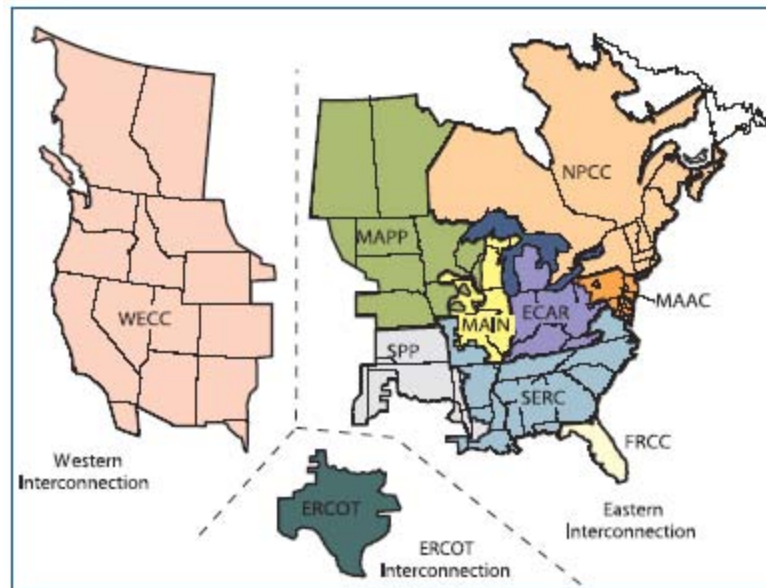 NPCC
MAPP
MAAC
WECC
MAIN
ECAR
SPP
SERC
FRCC
Western
Interconnection
ERCOT
Eastern
Interconnection
ERCOT
Interconnection